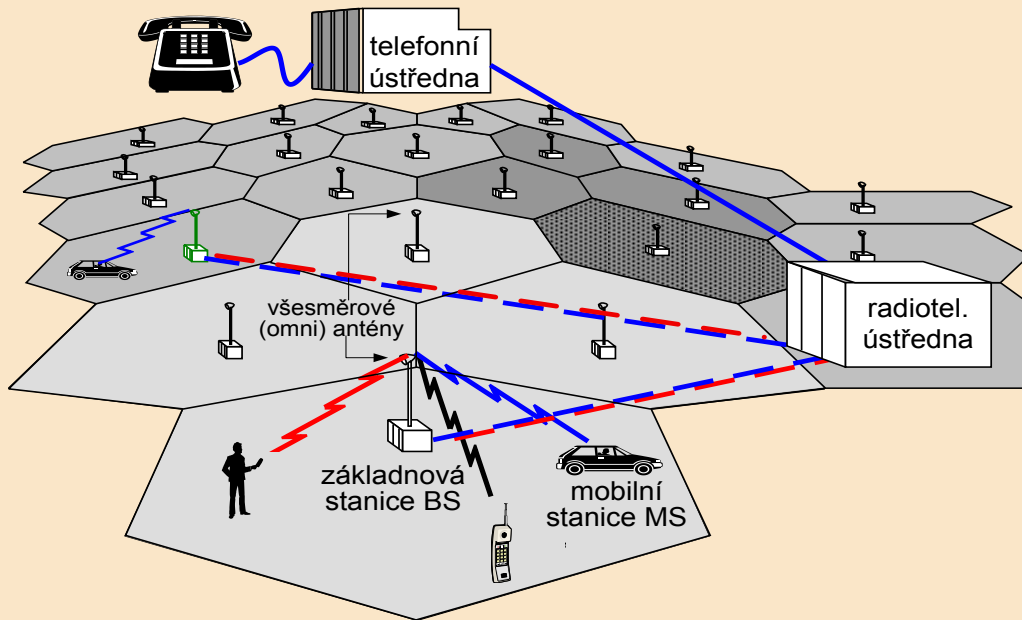 telefonní
ústředna
všesměrové
(omni) antény
radiotel.
ústředna
základnová
stanice BS
mobilní
stanice MS